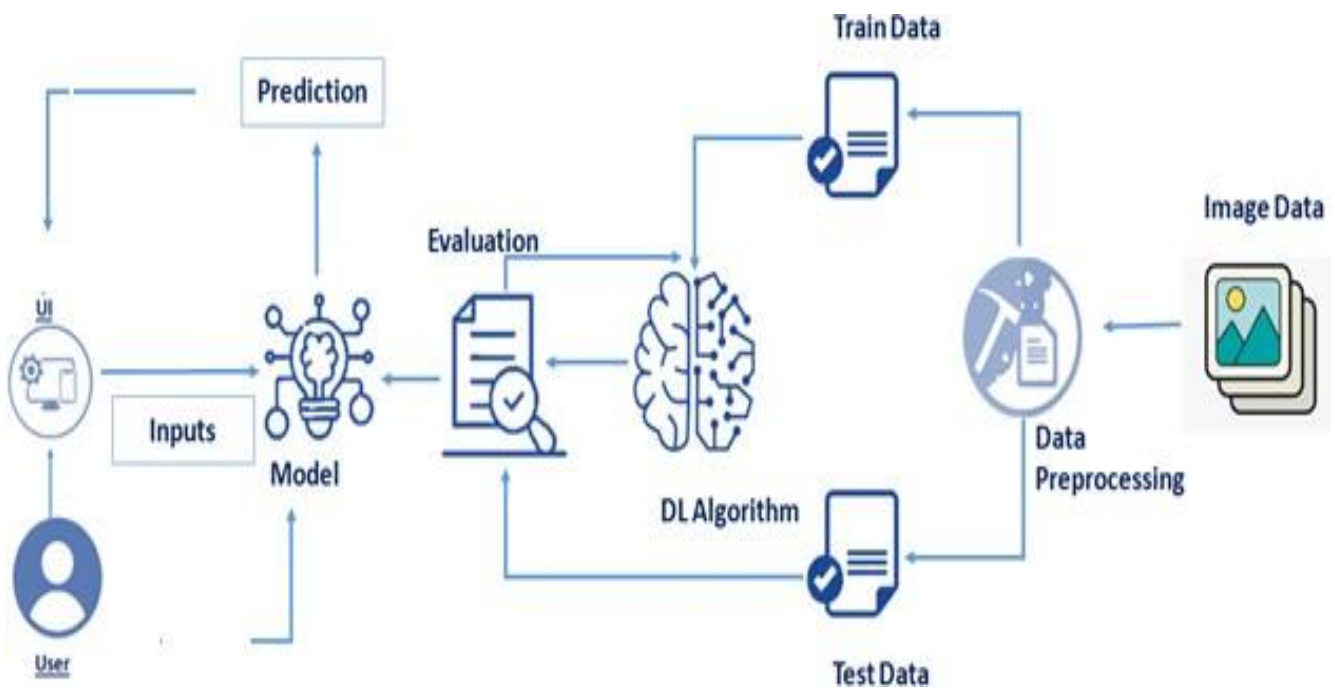 Train Data
Prediction
Image Data
Evaluation
UI
Inputs
Data
Preprocessing
Model
DL Algorithm
User
Test Data